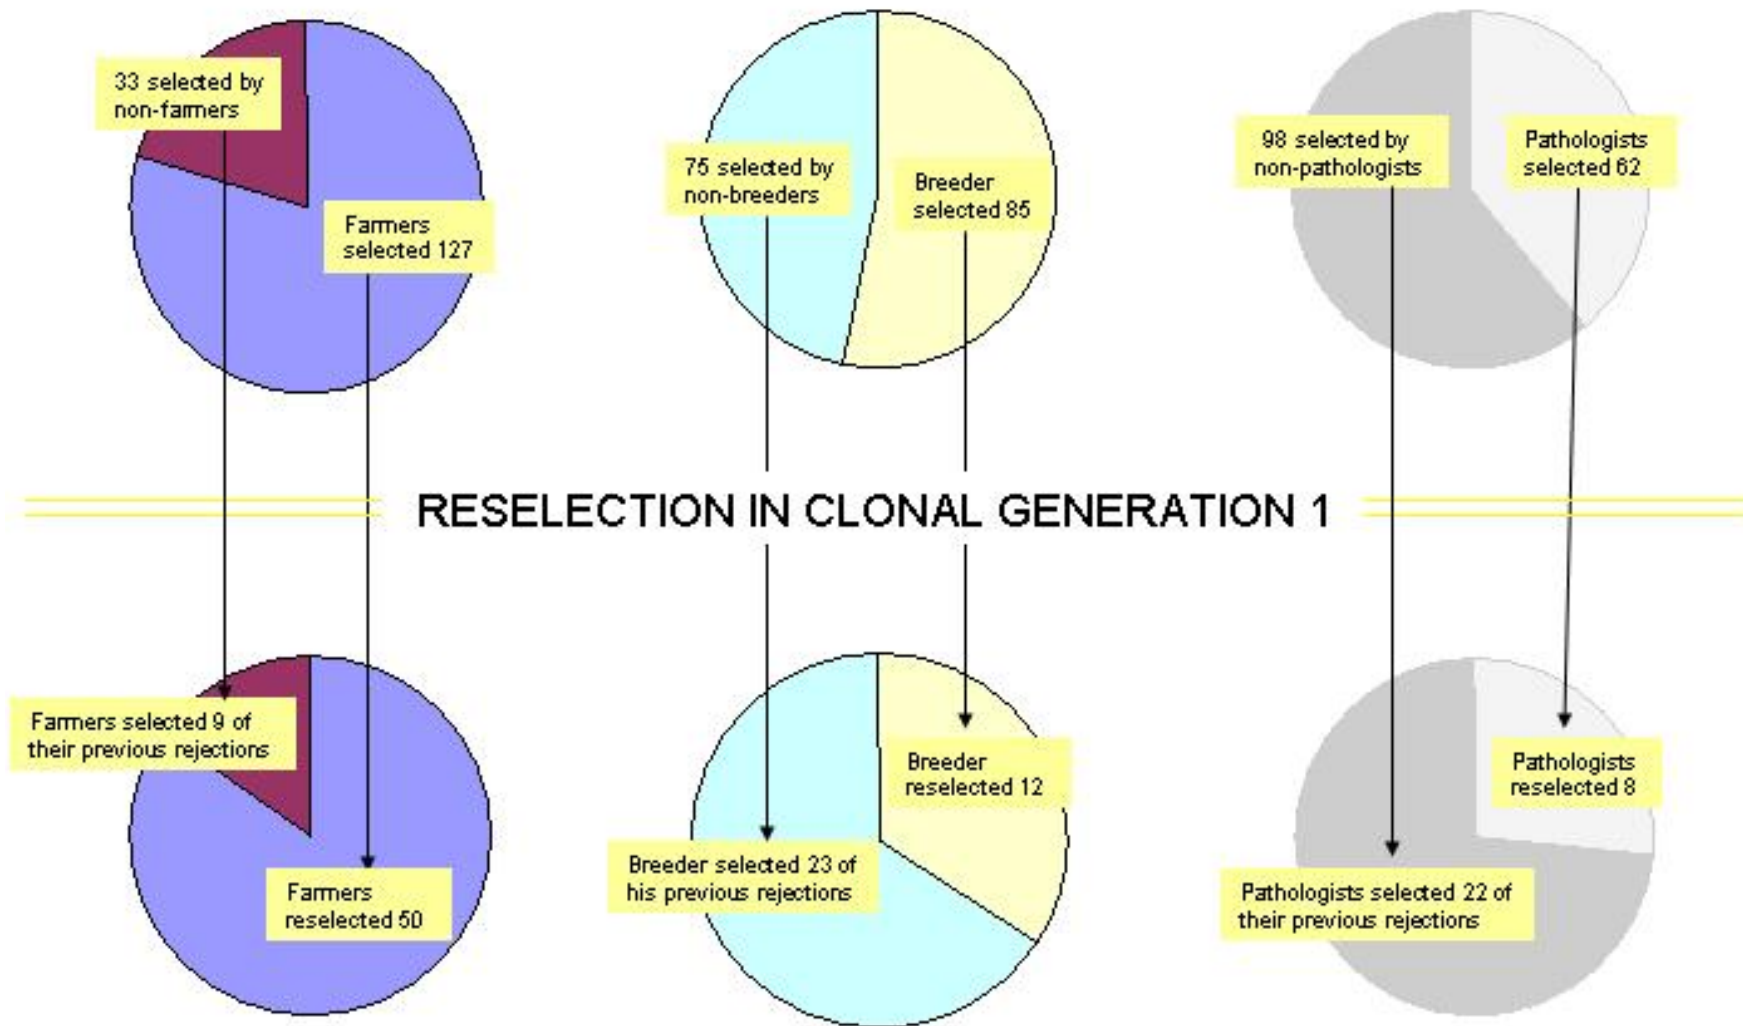 33 selected by
non-farmers
Farmers
selected 127
75 selected by
non-breeders
Breeder
selected 85
98 selected by
non-pathologists
Pathologists
selected 62
RESELECTION IN CLONAL GENERATION 1
Farmers selected 9 of
their previous rejections
Farmers
reselected 50
Breeder selected 23 of
his previous rejections
Breeder
reselected 12
Pathologists selected 22 of
their previous rejections
Pathologists
reselected 8